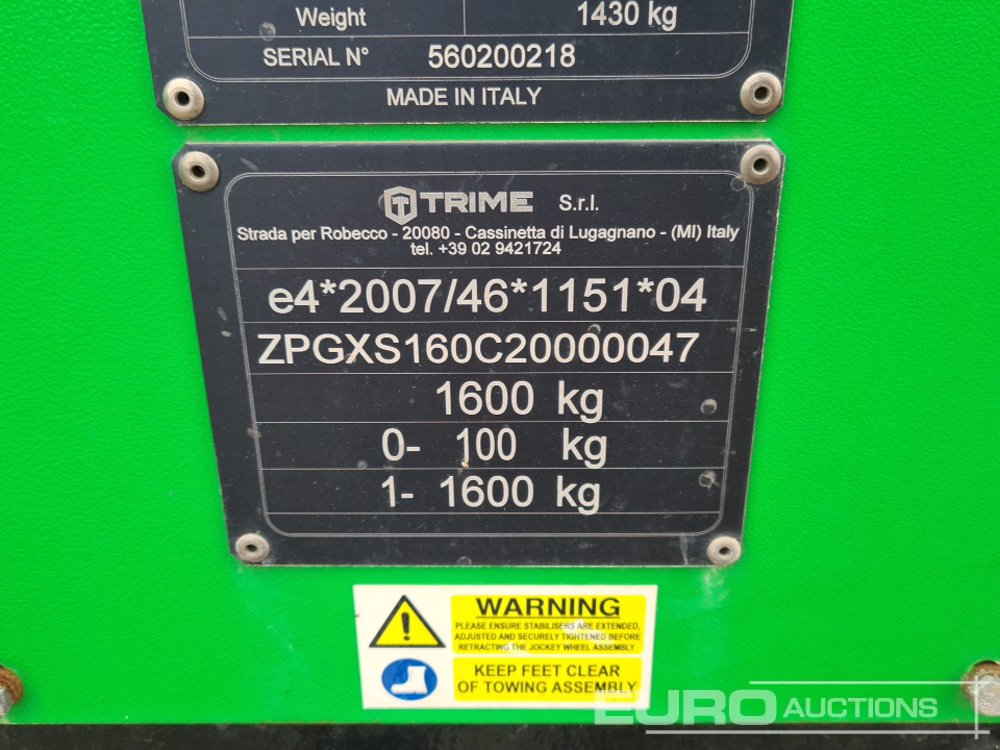 Weight 1430 kg
SERIAL N° 560200218
MADE IN ITALY
TRIME S.r.l.
Strada per Robecco - 20080 - Cassinetta di Lugagnano - (MI) Italy
tel. +39 02 9421724
e4*2007/46*1151*04
ZPGXS160C20000047
1600 kg
0- 100 kg
1- 1600 kg
WARNING
PLEASE ENSURE STABILISERS ARE EXTENDED,
ADJUSTED AND SECURELY TIGHTENED BEFORE
RETRACTING THE JOCKEY WHEEL ASSEMBLY
KEEP FEET CLEAR
OF TOWING ASSEMBLY
EURO AUCTIONS